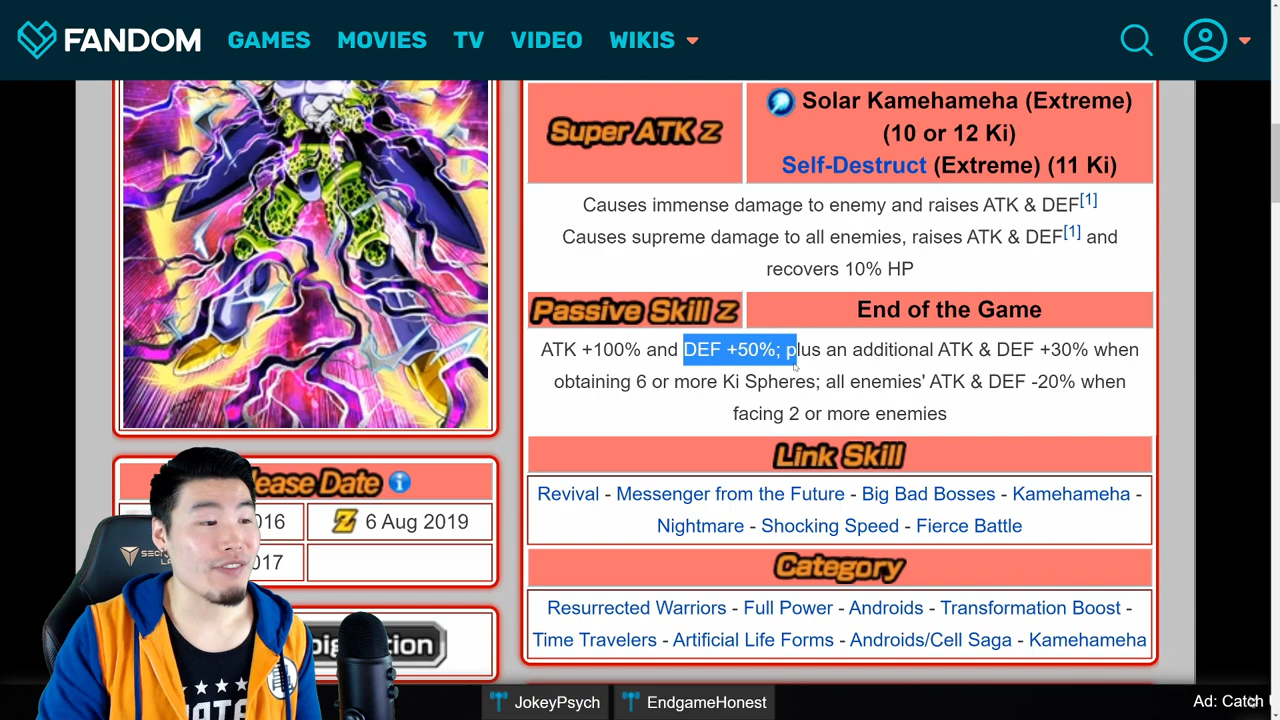 FANDOM GAMES MOVIES TV VIDEO WIKIS
Super ATK Z
Solar Kamehameha (Extreme)
(10 or 12 Ki)
Self-Destruct (Extreme) (11 Ki)
Causes immense damage to enemy and raises ATK & DEF[1]
Causes supreme damage to all enemies, raises ATK & DEF[1] and
recovers 10% HP
Passive Skill Z
End of the Game
ATK +100% and DEF +50%; plus an additional ATK & DEF +30% when
obtaining 6 or more Ki Spheres; all enemies' ATK & DEF -20% when
facing 2 or more enemies
Link Skill
Revival - Messenger from the Future - Big Bad Bosses - Kamehameha -
Nightmare - Shocking Speed - Fierce Battle
Category
Resurrected Warriors - Full Power - Androids - Transformation Boost -
Time Travelers - Artificial Life Forms - Androids/Cell Saga - Kamehameha
ease Date
016
Z 6 Aug 2019
017
JokeyPsych
EndgameHonest
Ad: Catch